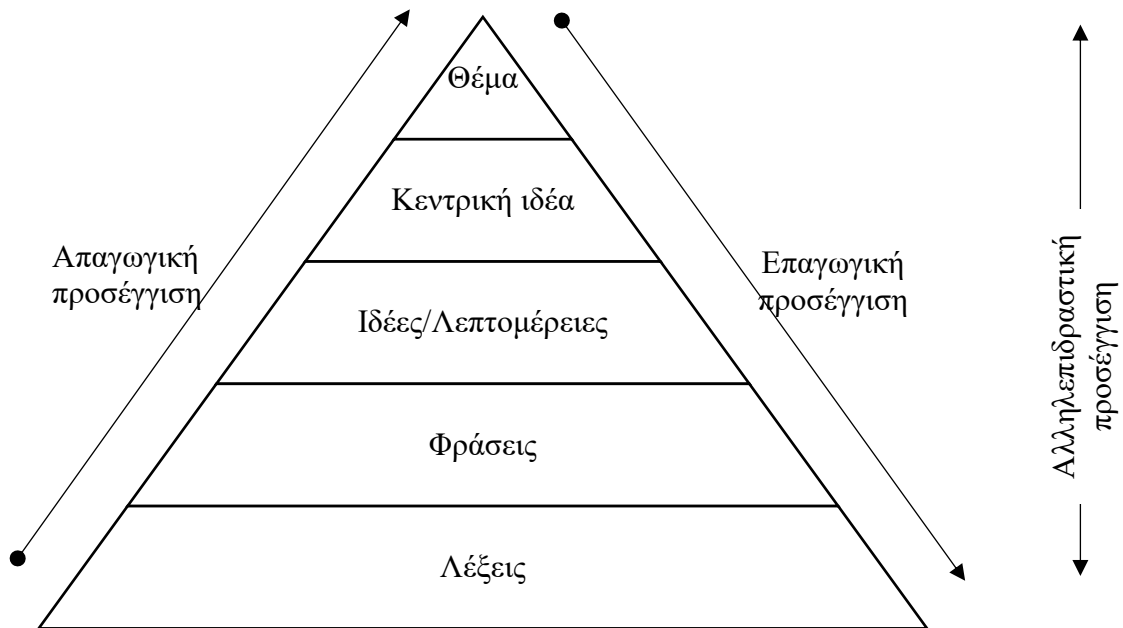 Θέμα
Κεντρική ιδέα
Απαγωγική
προσέγγιση
Ιδέες/Λεπτομέρειες
Επαγωγική
προσέγγιση
Αλληλεπιδραστική
προσέγγιση
Φράσεις
Λέξεις